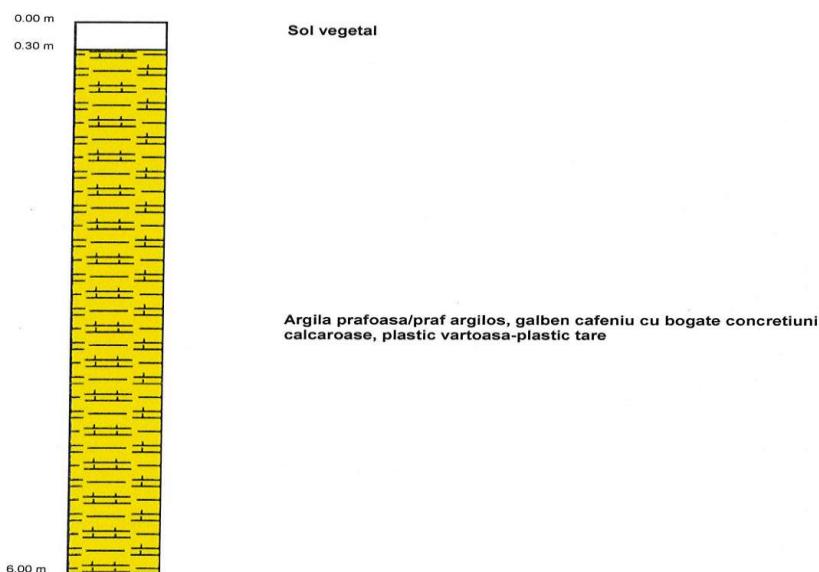 0.00 m
Sol vegetal
0.30 m
Argila prafoasa/praf argilos, galben cafeniu cu bogate concretiuni
calcaroase, plastic vartoasa-plastic tare
6.00 m